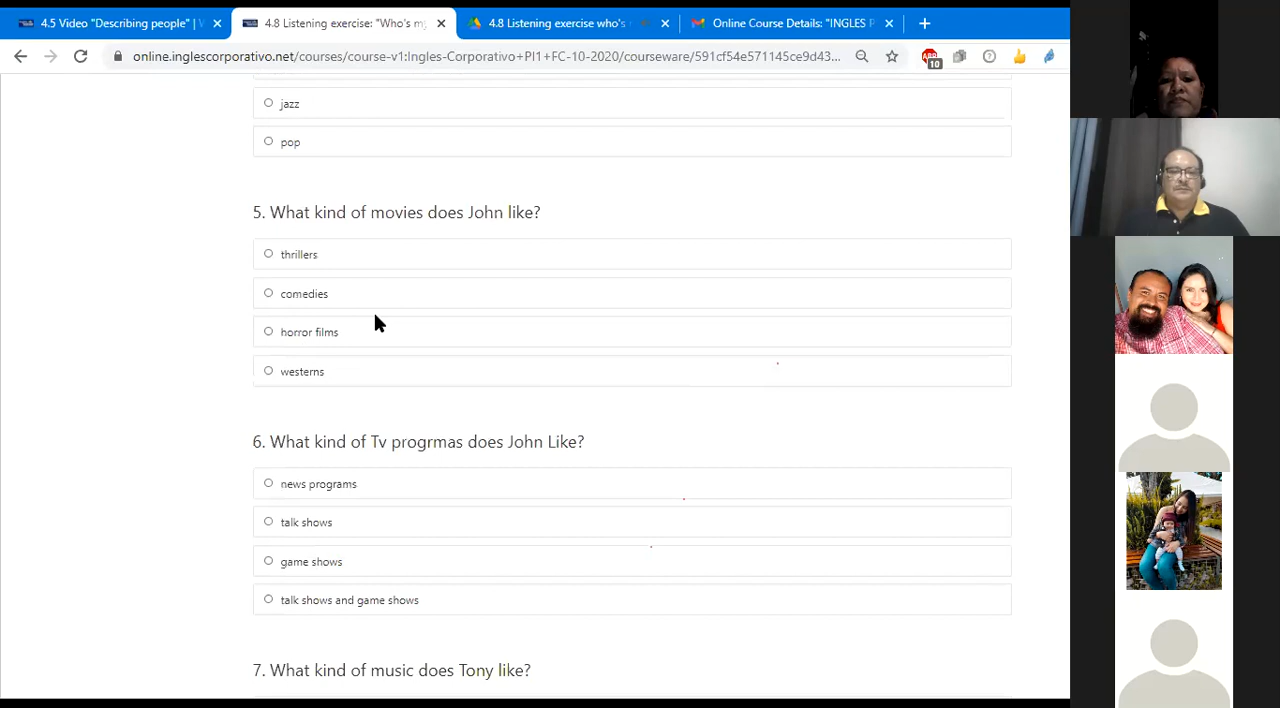 4.5 Video "Describing people" | V
4.8 Listening exercise: "Who's my
4.8 Listening exercise who's
Online Course Details: "INGLES P
online.inglescorporativo.net/courses/course-v1:Ingles-Corporativo+PI1+FC-10-2020/courseware/591cf54e571145ce9d43...
10
jazz
pop
5. What kind of movies does John like?
thrillers
comedies
horror films
westerns
6. What kind of Tv progrmas does John Like?
news programs
talk shows
game shows
talk shows and game shows
7. What kind of music does Tony like?